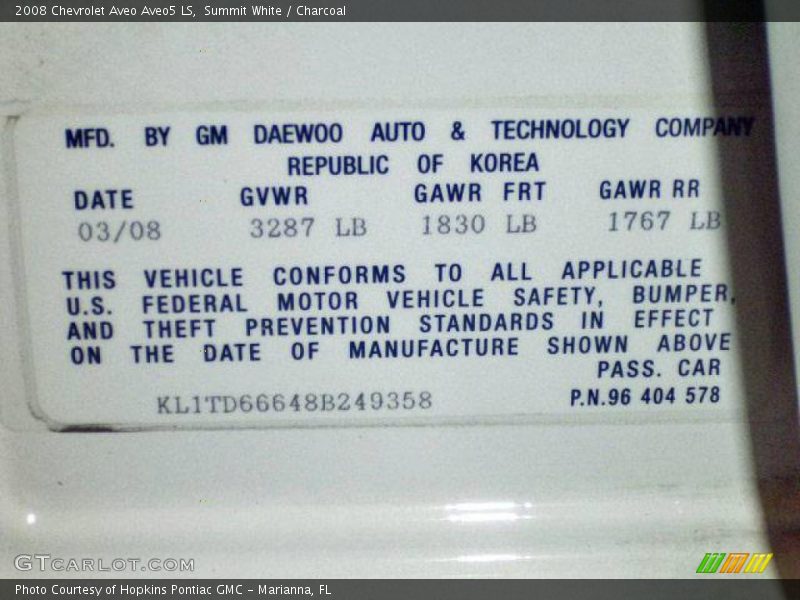 2008 Chevrolet Aveo Aveo5 LS, Summit White / Charcoal
MFD. BY GM DAEWOO AUTO & TECHNOLOGY COMPANY
REPUBLIC OF KOREA
DATE GVWR GAWR FRT GAWR RR
03/08 3287 LB 1830 LB 1767 LB
THIS VEHICLE CONFORMS TO ALL APPLICABLE
U.S. FEDERAL MOTOR VEHICLE SAFETY, BUMPER,
AND THEFT PREVENTION STANDARDS IN EFFECT
ON THE DATE OF MANUFACTURE SHOWN ABOVE
PASS. CAR
KL1TD66648B249358 P.N.96 404 578
GTCARLOT.COM
Photo Courtesy of Hopkins Pontiac GMC - Marianna, FL